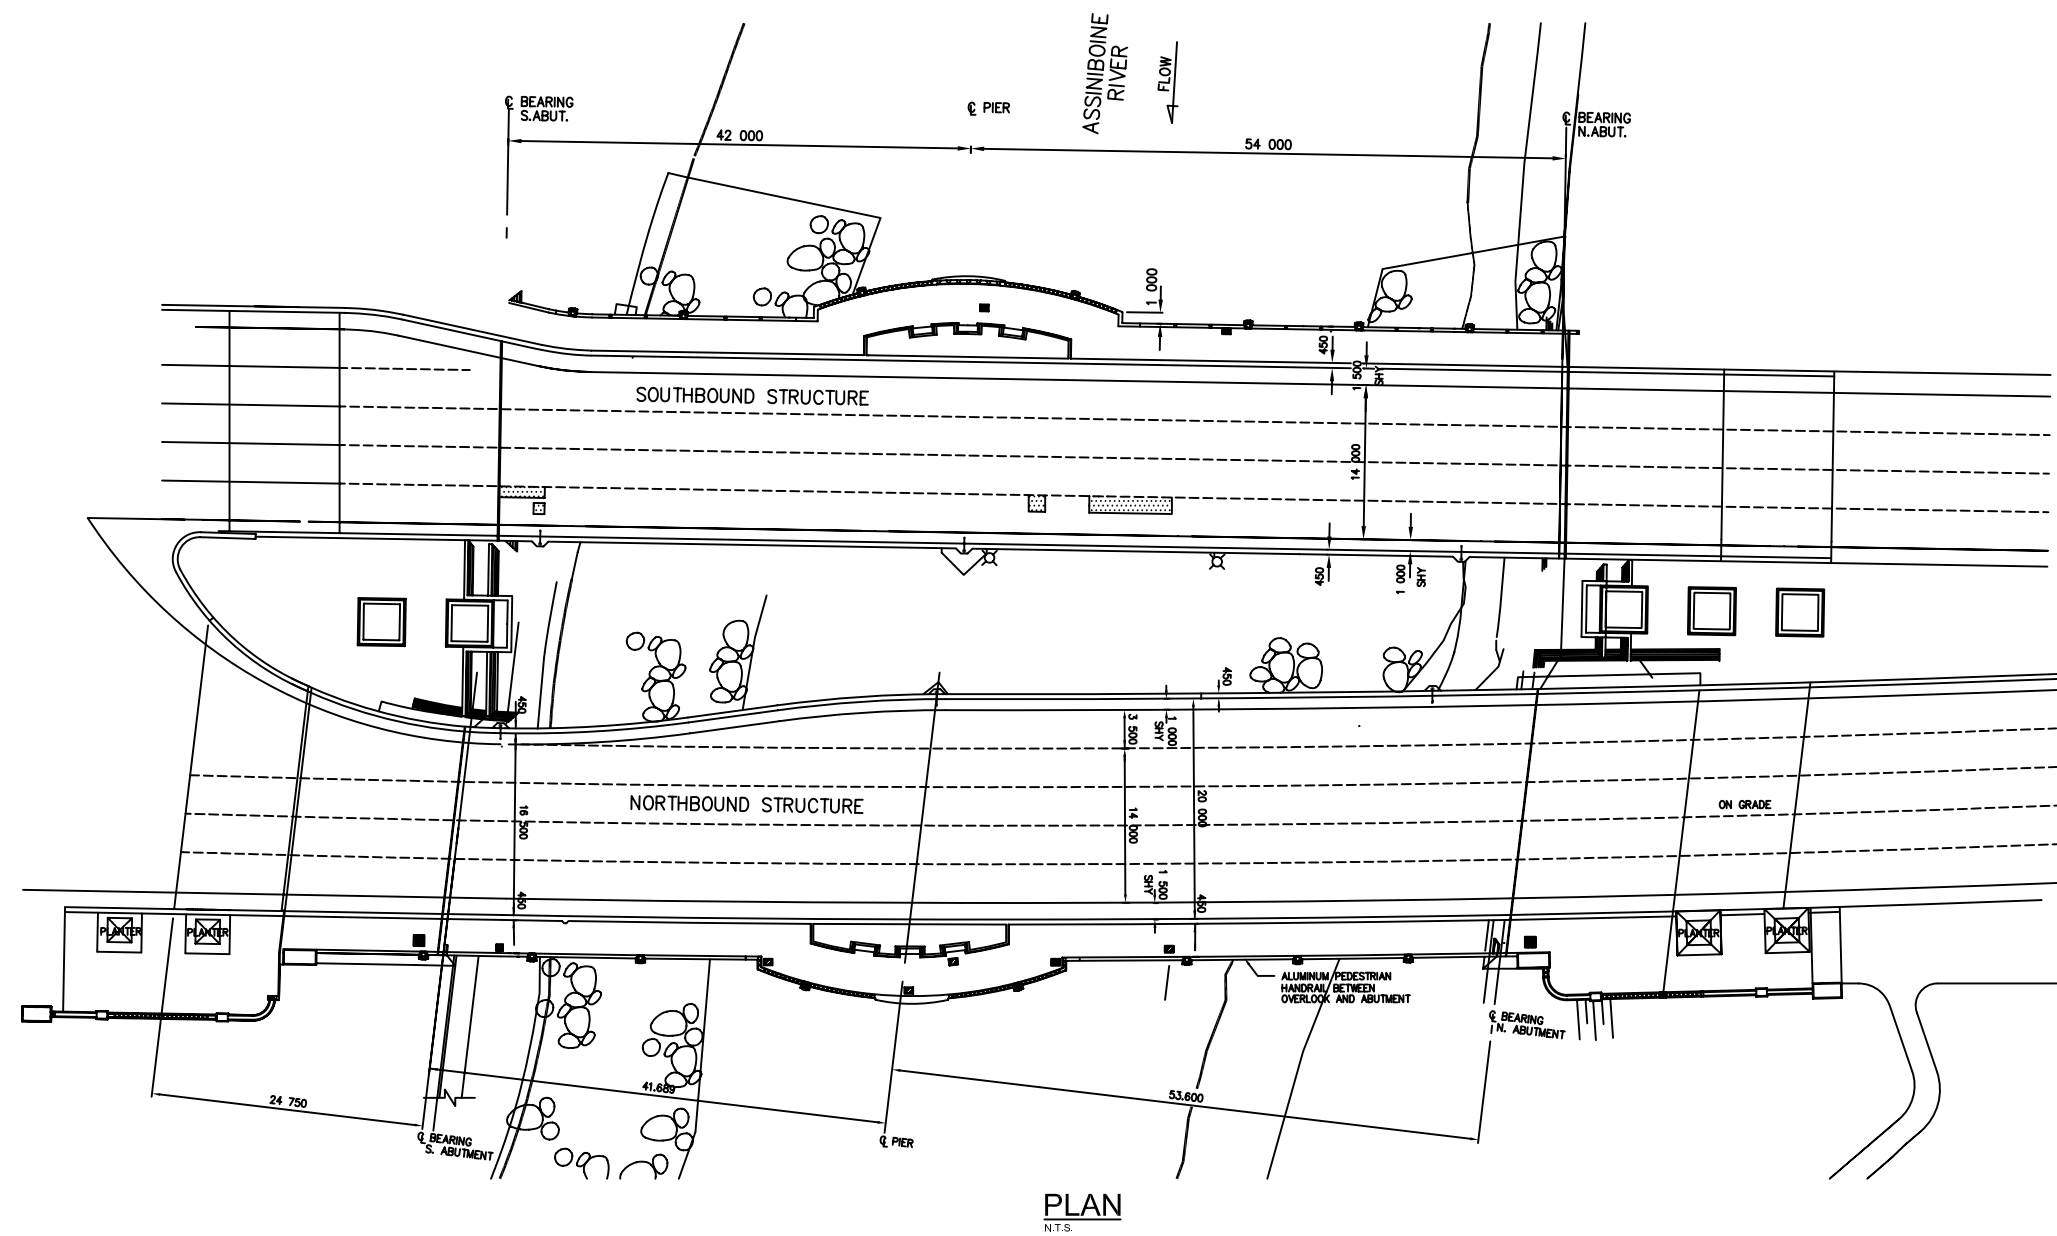 ASSINIBOINE
RIVER
FLOW
℄ BEARING
S.ABUT.
℄ PIER
℄ BEARING
N.ABUT.
42 000
54 000
1 000
450
1 500
SHY
SOUTHBOUND STRUCTURE
14 000
450
1 000
SHY
450
450
3 500
1 000
SHY
NORTHBOUND STRUCTURE
16 500
14 000
20 000
ON GRADE
1 500
SHY
450
450
PLANTER
PLANTER
PLANTER
PLANTER
ALUMINUM PEDESTRIAN
HANDRAIL BETWEEN
OVERLOOK AND ABUTMENT
℄ BEARING
N. ABUTMENT
24 750
41.689
53.600
℄ BEARING
S. ABUTMENT
℄ PIER
PLAN
N.T.S.